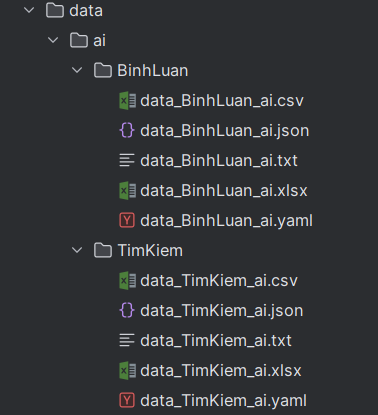 data
ai
BinhLuan
data_BinhLuan_ai.csv
data_BinhLuan_ai.json
data_BinhLuan_ai.txt
data_BinhLuan_ai.xlsx
data_BinhLuan_ai.yaml
TimKiem
data_TimKiem_ai.csv
data_TimKiem_ai.json
data_TimKiem_ai.txt
data_TimKiem_ai.xlsx
data_TimKiem_ai.yaml